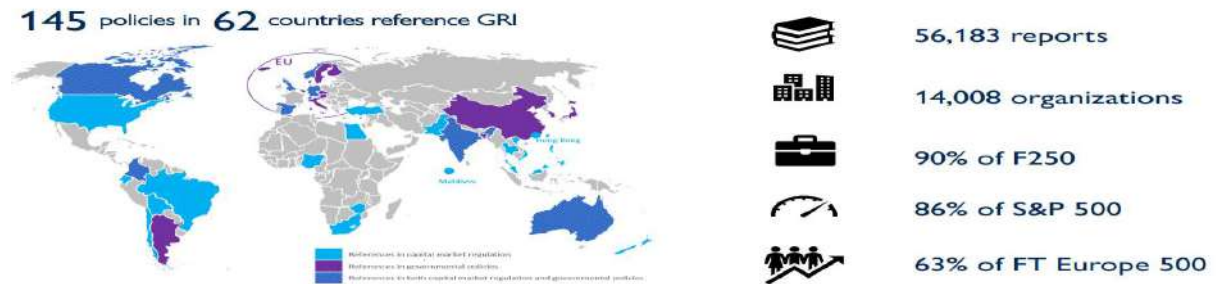 145 policies in 62 countries reference GRI
EU
Hong Kong
Maldives
References in capital market regulation
References in governmental policies
References in both capital market regulation and governmental policies
56,183 reports
14,008 organizations
90% of F250
86% of S&P 500
63% of FT Europe 500